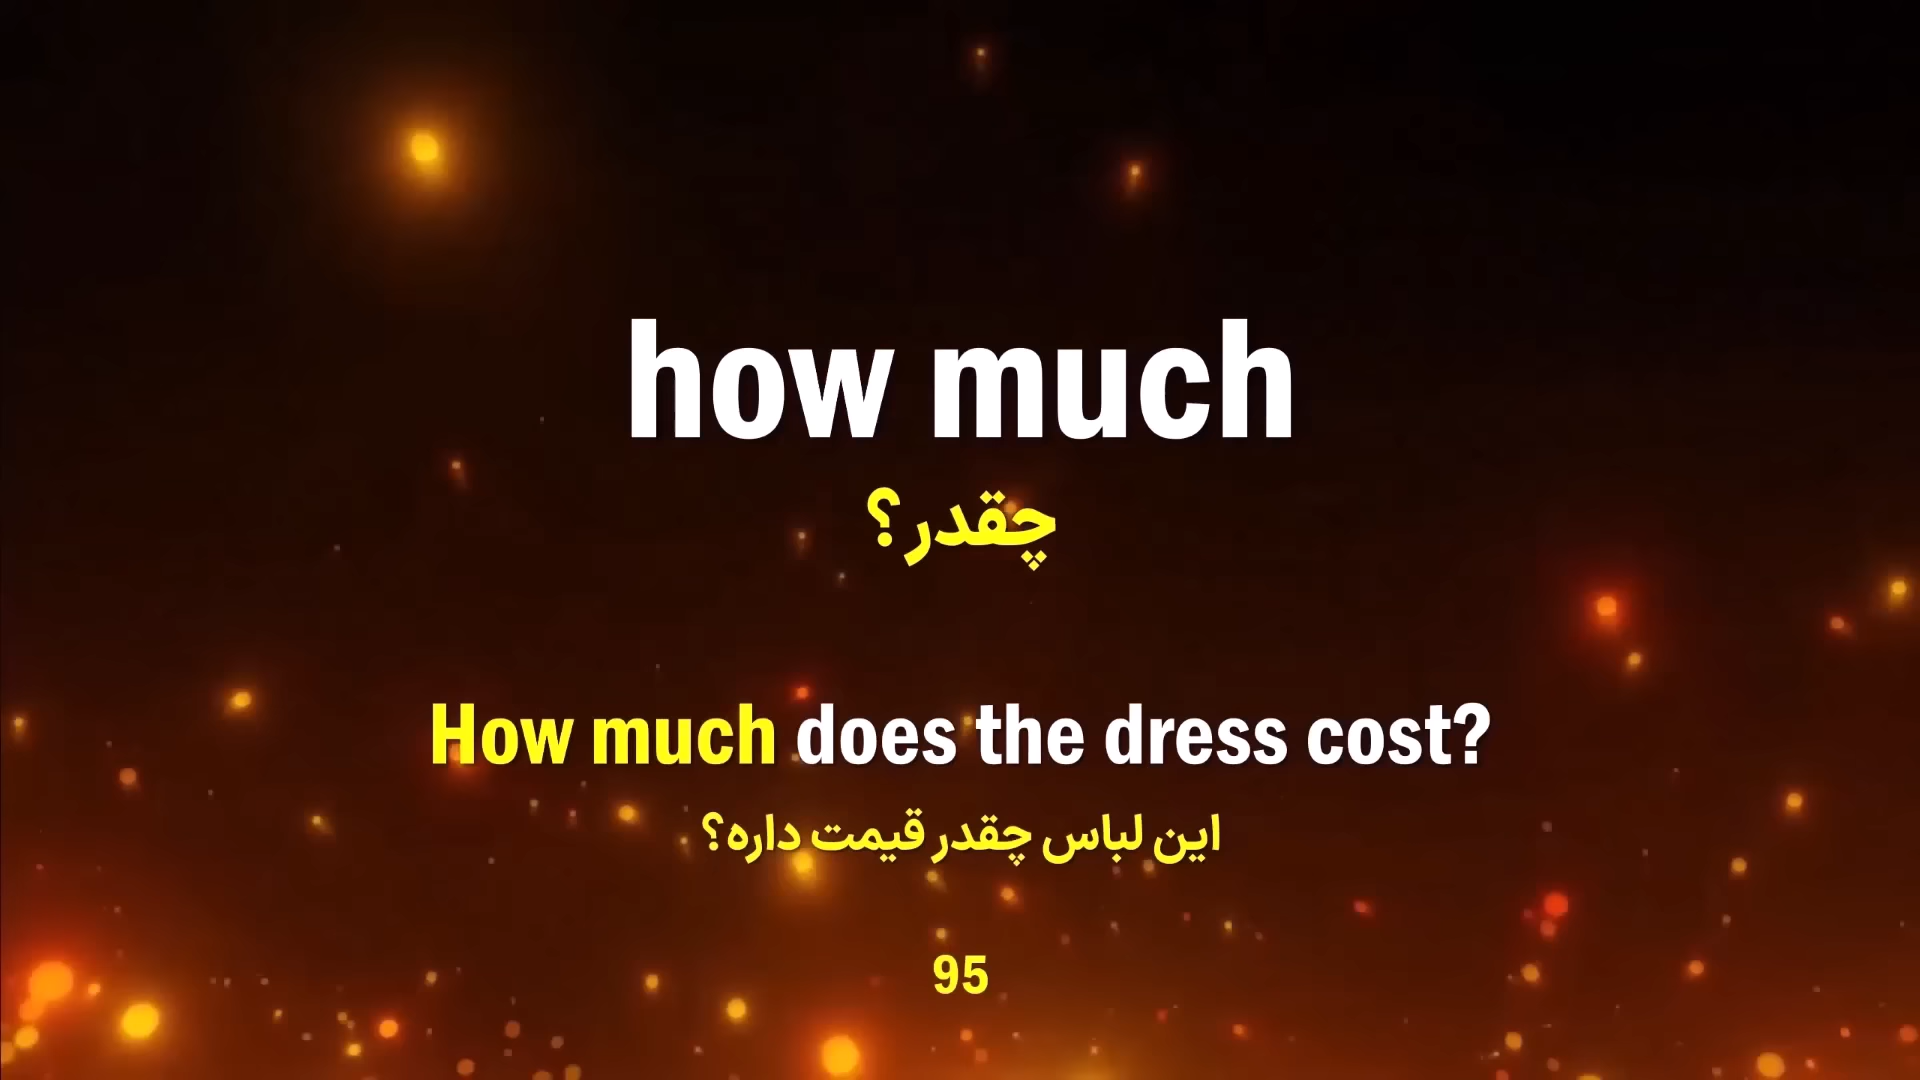 how much
چقدر؟
How much does the dress cost?
این لباس چقدر قیمت داره؟
95